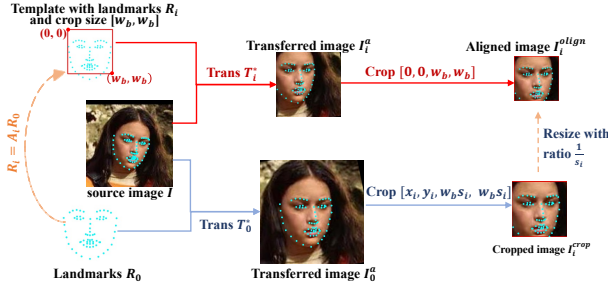 Template with landmarks R_i
and crop size [w_b, w_b]
(0, 0)
(w_b, w_b)
R_i = A_i R_0
source image I
Landmarks R_0
Trans T_i^*
Trans T_0^*
Transferred image I_i^a
Crop [0, 0, w_b, w_b]
Aligned image I_i^{olign}
Resize with
ratio 1/s_i
Transferred image I_0^a
Crop [x_i, y_i, w_b s_i, w_b s_i]
Cropped image I_i^{crop}